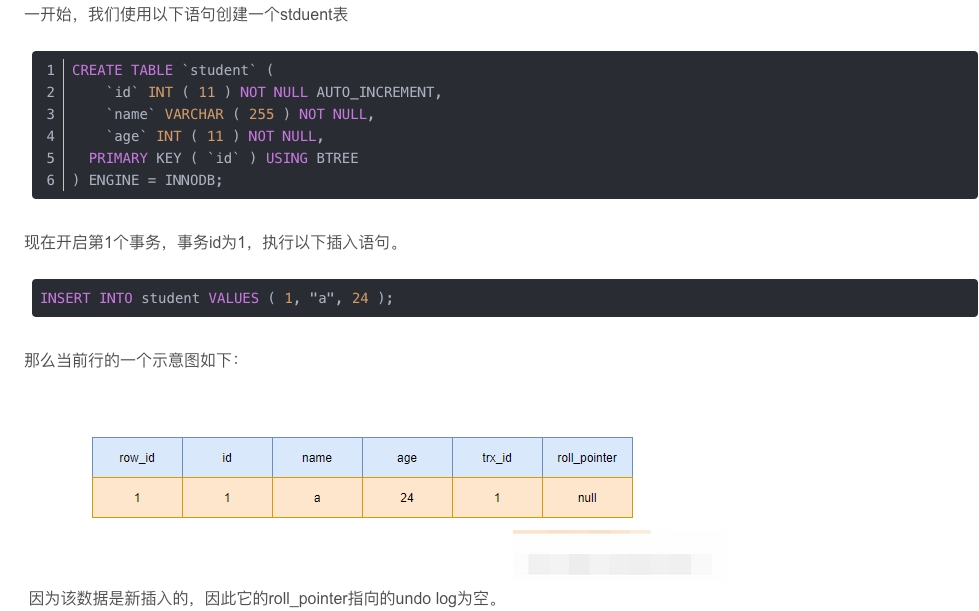 一开始，我们使用以下语句创建一个stduent表
1 CREATE TABLE `student` (
2 `id` INT ( 11 ) NOT NULL AUTO_INCREMENT,
3 `name` VARCHAR ( 255 ) NOT NULL,
4 `age` INT ( 11 ) NOT NULL,
5 PRIMARY KEY ( `id` ) USING BTREE
6 ) ENGINE = INNODB;
现在开启第1个事务，事务id为1，执行以下插入语句。
INSERT INTO student VALUES ( 1, "a", 24 );
那么当前行的一个示意图如下：
row_id id name age trx_id roll_pointer
1 1 a 24 1 null
因为该数据是新插入的，因此它的roll_pointer指向的undo log为空。